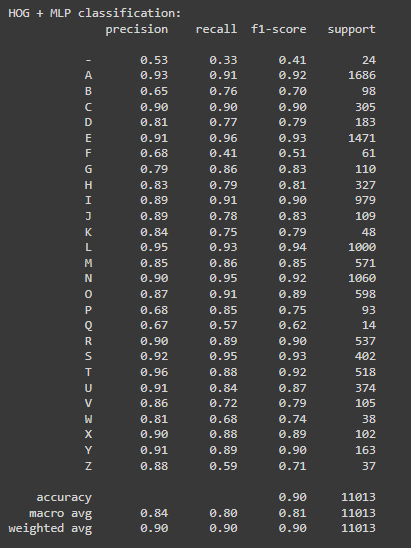 HOG + MLP classification:
precision recall f1-score support
- 0.53 0.33 0.41 24
A 0.93 0.91 0.92 1686
B 0.65 0.76 0.70 98
C 0.90 0.90 0.90 305
D 0.81 0.77 0.79 183
E 0.91 0.96 0.93 1471
F 0.68 0.41 0.51 61
G 0.79 0.86 0.83 110
H 0.83 0.79 0.81 327
I 0.89 0.91 0.90 979
J 0.89 0.78 0.83 109
K 0.84 0.75 0.79 48
L 0.95 0.93 0.94 1000
M 0.85 0.86 0.85 571
N 0.90 0.95 0.92 1060
O 0.87 0.91 0.89 598
P 0.68 0.85 0.75 93
Q 0.67 0.57 0.62 14
R 0.90 0.89 0.90 537
S 0.92 0.95 0.93 402
T 0.96 0.88 0.92 518
U 0.91 0.84 0.87 374
V 0.86 0.72 0.79 105
W 0.81 0.68 0.74 38
X 0.90 0.88 0.89 102
Y 0.91 0.89 0.90 163
Z 0.88 0.59 0.71 37
accuracy 0.90 11013
macro avg 0.84 0.80 0.81 11013
weighted avg 0.90 0.90 0.90 11013